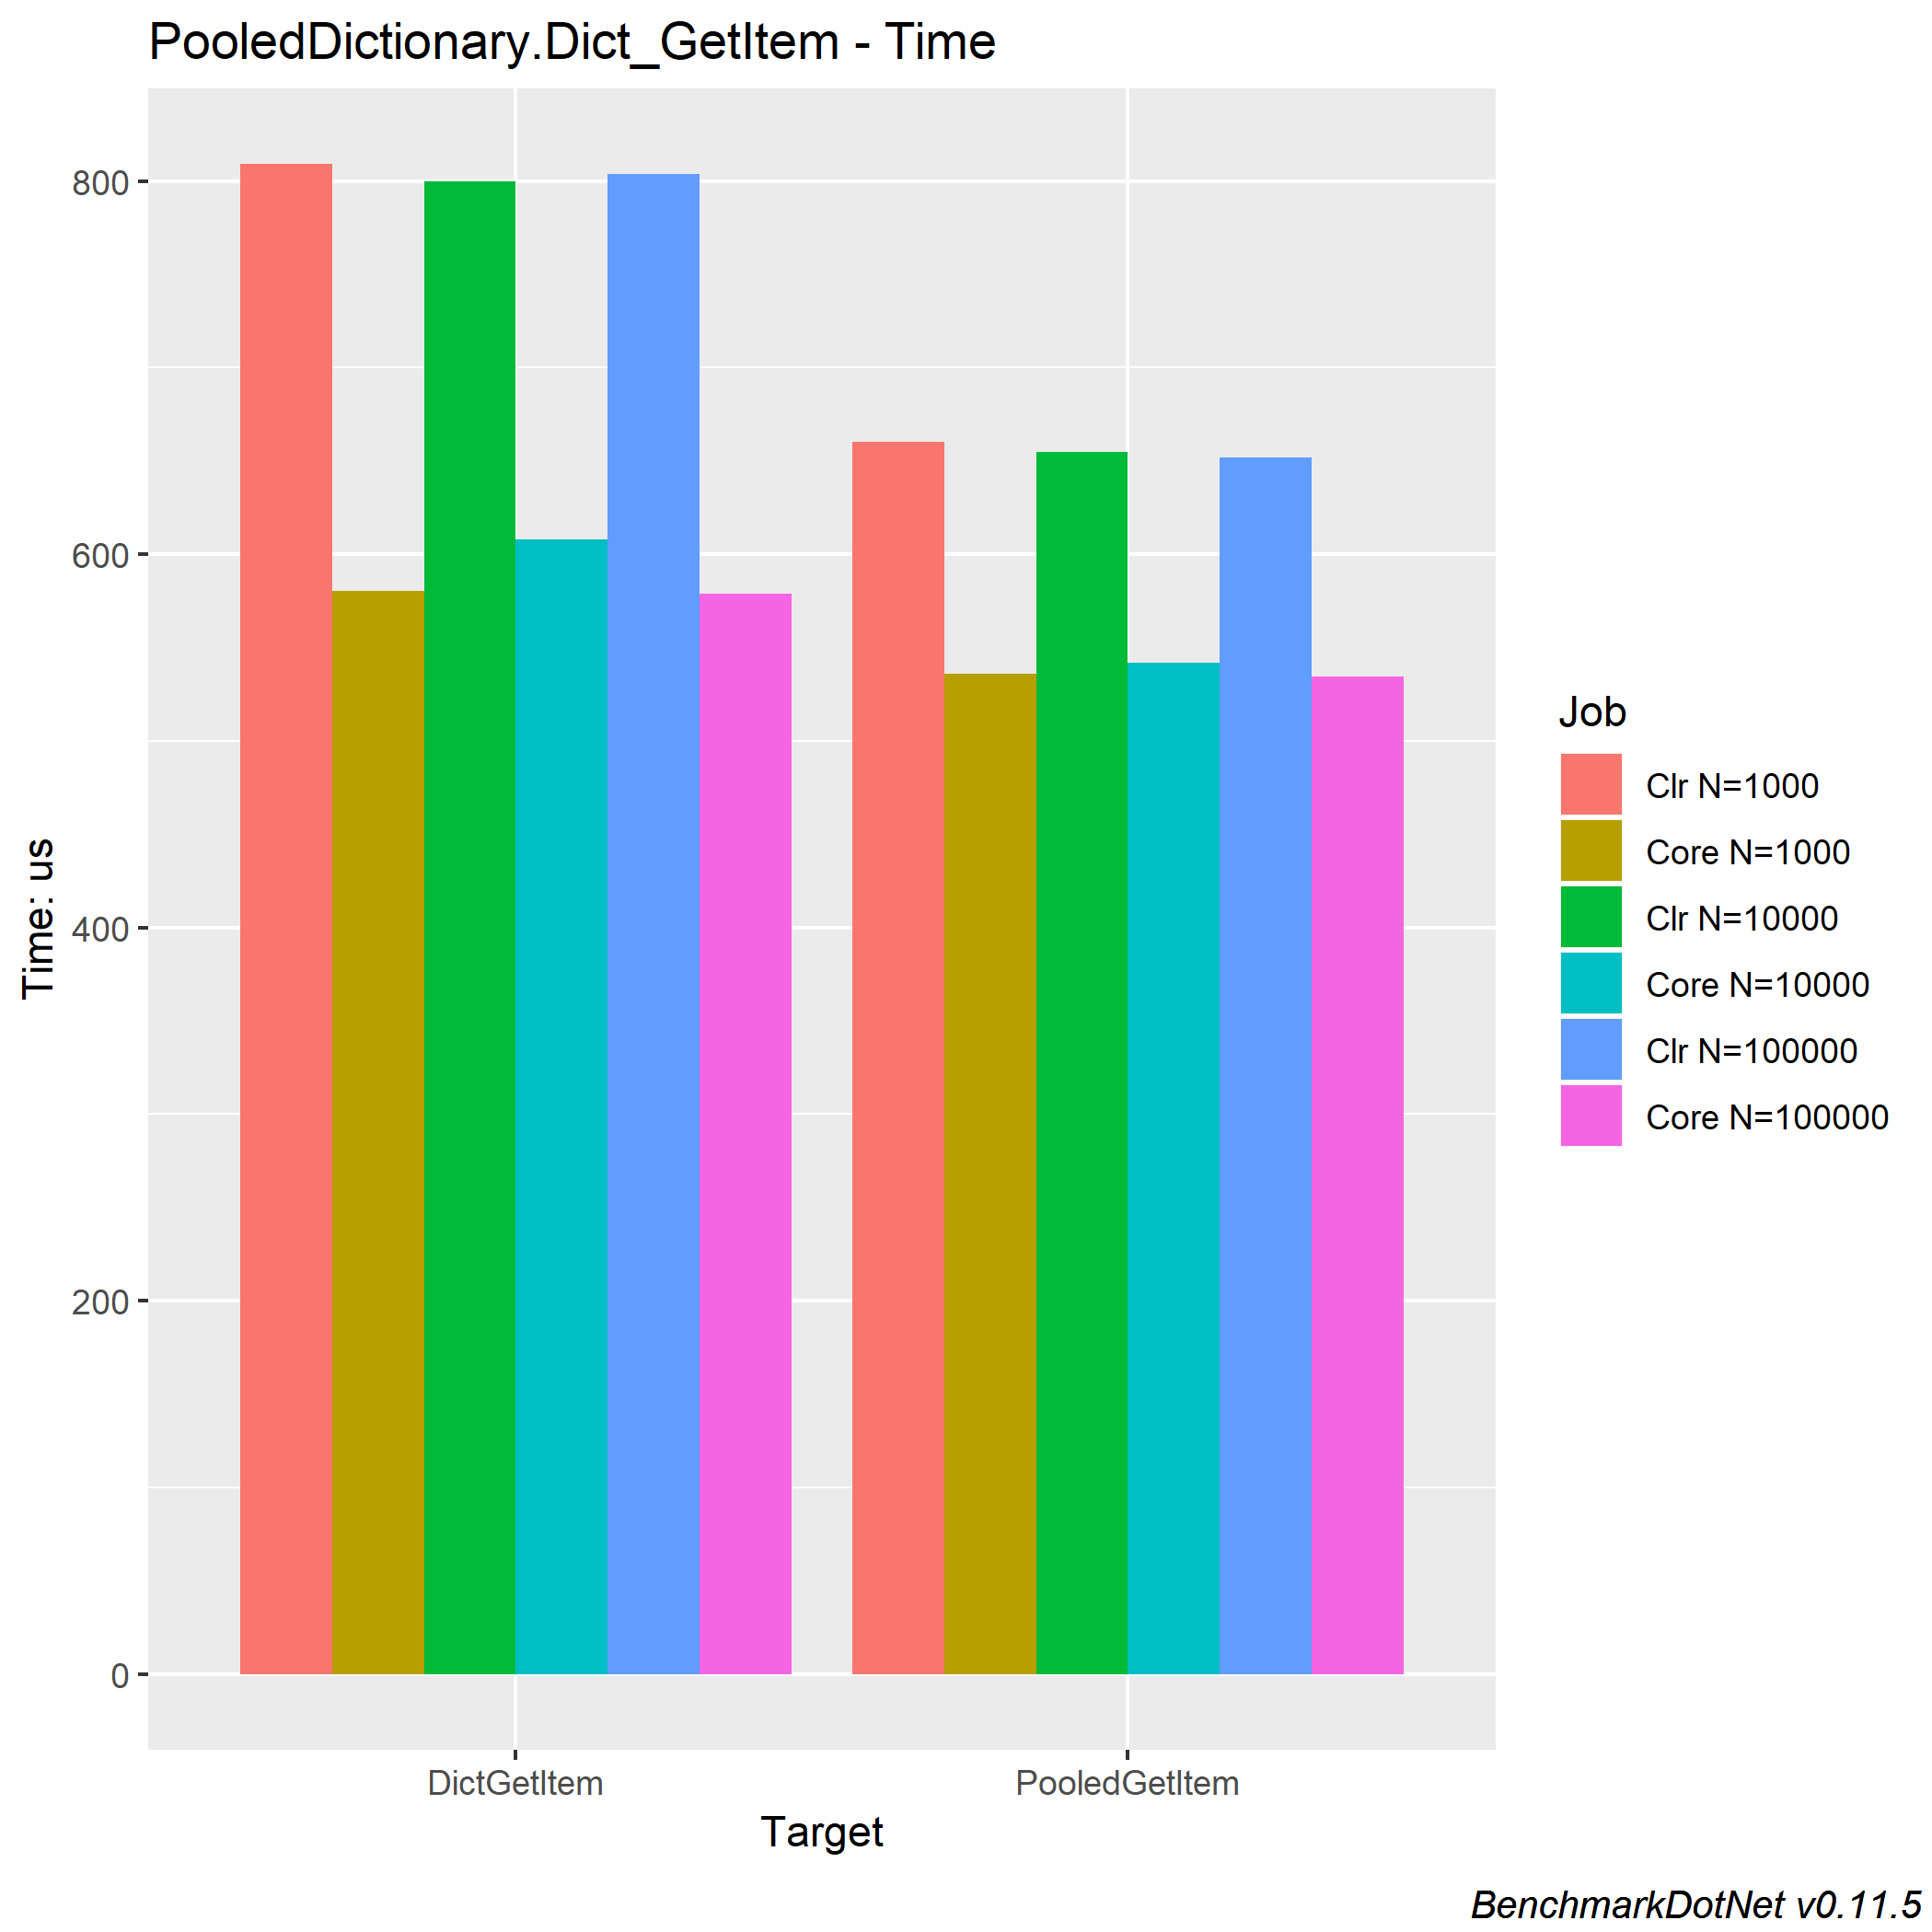 PooledDictionary.Dict_GetItem - Time
Time: us
800
600
400
200
0
DictGetItem
PooledGetItem
Target
Job
Clr N=1000
Core N=1000
Clr N=10000
Core N=10000
Clr N=100000
Core N=100000
BenchmarkDotNet v0.11.5